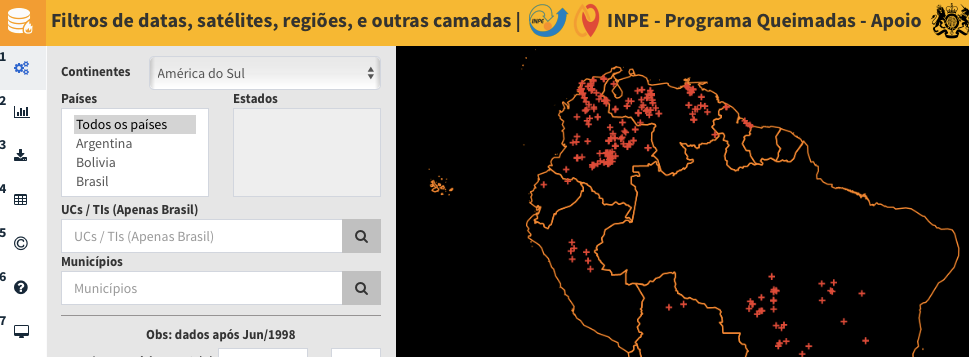 Filtros de datas, satélites, regiões, e outras camadas | INPE INPE - Programa Queimadas - Apoio
1
Continentes América do Sul
Países Estados
2
Todos os países
Argentina
3
Bolivia
Brasil
4
UCs / TIs (Apenas Brasil)
5
UCs / TIs (Apenas Brasil)
Municípios
6
Municípios
7
Obs: dados após Jun/1998